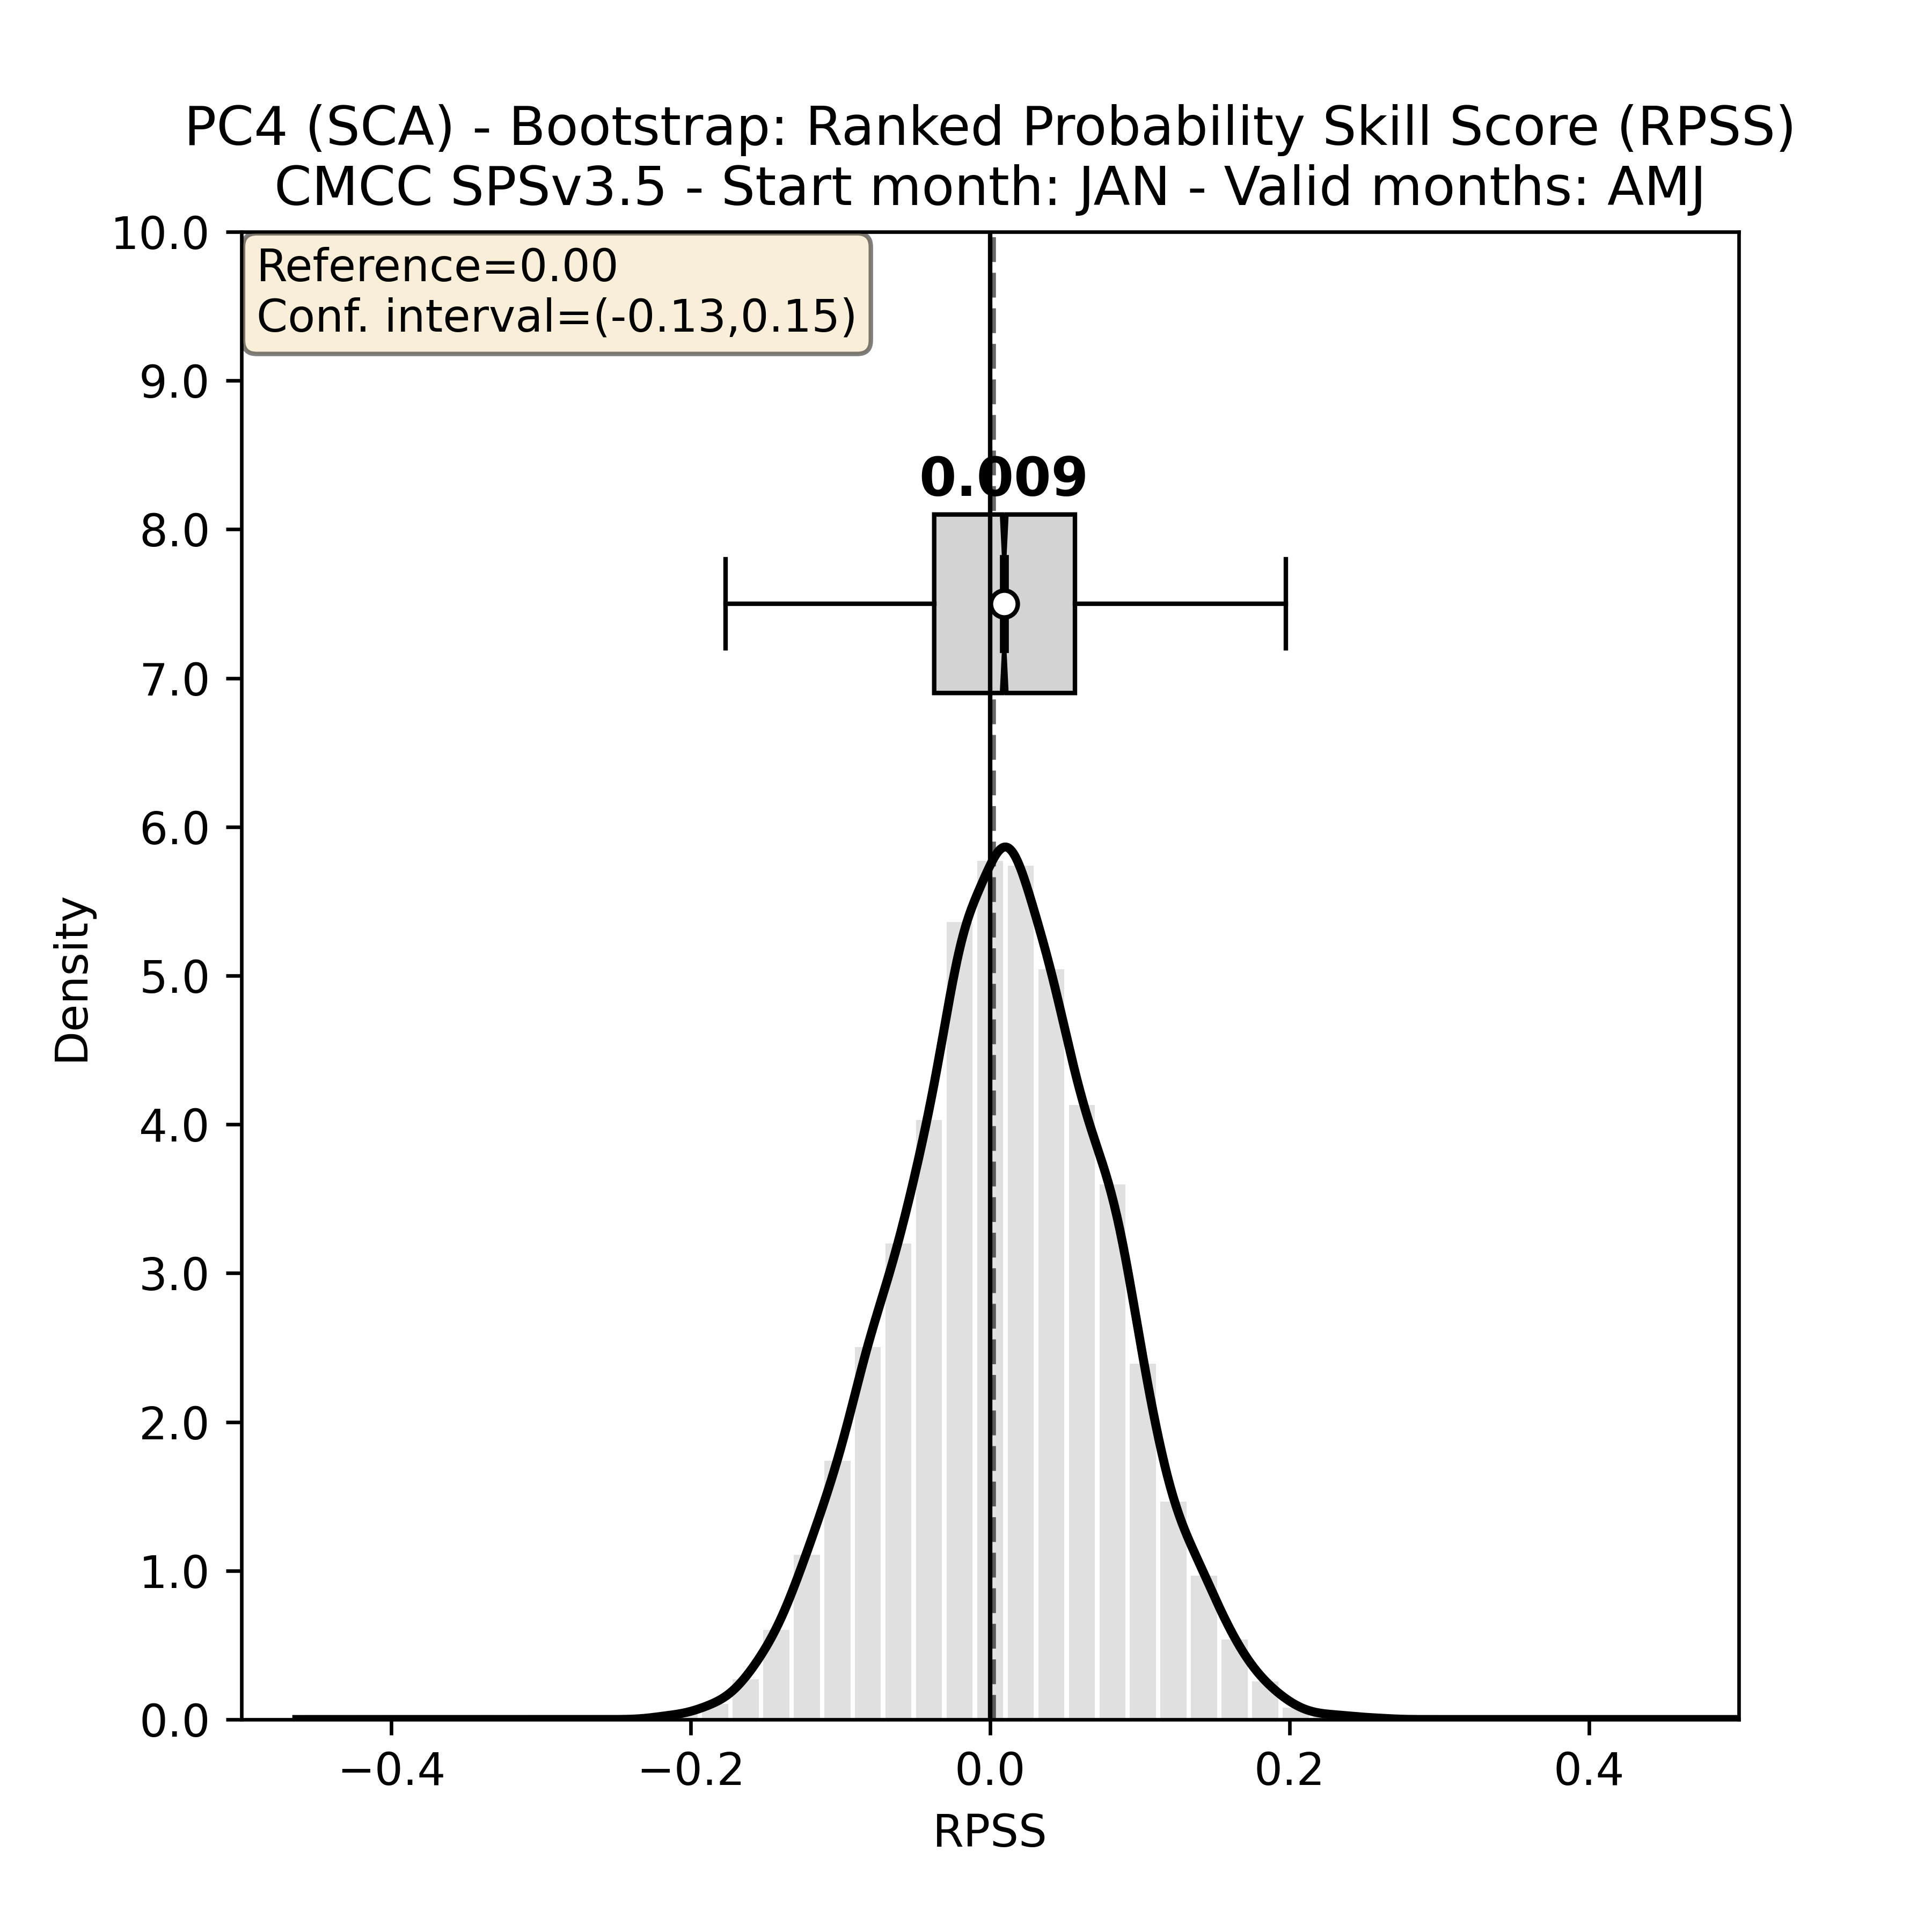 PC4 (SCA) - Bootstrap: Ranked Probability Skill Score (RPSS)
CMCC SPSv3.5 - Start month: JAN - Valid months: AMJ
10.0
Reference=0.00
Conf. interval=(-0.13,0.15)
9.0
0.009
8.0
7.0
6.0
5.0
4.0
3.0
2.0
1.0
0.0
Density
−0.4 −0.2 0.0 0.2 0.4
RPSS